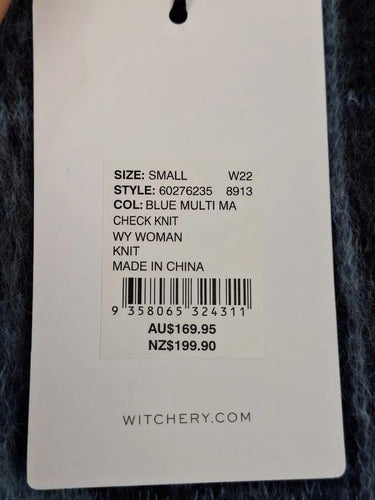 SIZE: SMALL W22
STYLE: 60276235 8913
COL: BLUE MULTI MA
CHECK KNIT
WY WOMAN
KNIT
MADE IN CHINA
9 358065 324311
AU$169.95
NZ$199.90
WITCHERY.COM